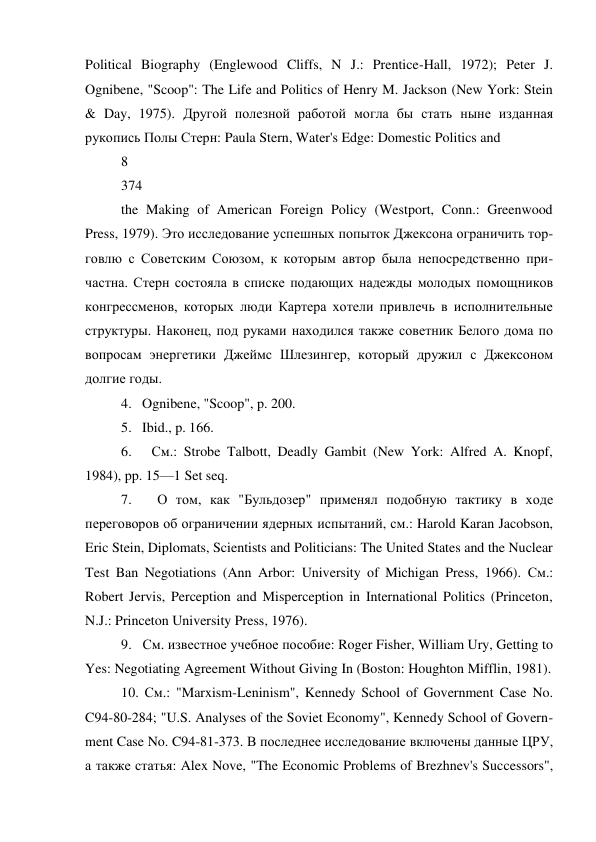 Political Biography (Englewood Cliffs, N J.: Prentice-Hall, 1972); Peter J.
Ognibene, "Scoop": The Life and Politics of Henry M. Jackson (New York: Stein
& Day, 1975). Другой полезной работой могла бы стать ныне изданная
рукопись Полы Стерн: Paula Stern, Water's Edge: Domestic Politics and
8
374
the Making of American Foreign Policy (Westport, Conn.: Greenwood
Press, 1979). Это исследование успешных попыток Джексона ограничить тор-
говлю с Советским Союзом, к которым автор была непосредственно при-
частна. Стерн состояла в списке подающих надежды молодых помощников
конгрессменов, которых люди Картера хотели привлечь в исполнительные
структуры. Наконец, под руками находился также советник Белого дома по
вопросам энергетики Джеймс Шлезингер, который дружил с Джексоном
долгие годы.
4. Ognibene, "Scoop", p. 200.
5. Ibid., p. 166.
6. См.: Strobe Talbott, Deadly Gambit (New York: Alfred A. Knopf,
1984), pp. 15—1 Set seq.
7. О том, как "Бульдозер" применял подобную тактику в ходе
переговоров об ограничении ядерных испытаний, см.: Harold Karan Jacobson,
Eric Stein, Diplomats, Scientists and Politicians: The United States and the Nuclear
Test Ban Negotiations (Ann Arbor: University of Michigan Press, 1966). См.:
Robert Jervis, Perception and Misperception in International Politics (Princeton,
N.J.: Princeton University Press, 1976).
9. См. известное учебное пособие: Roger Fisher, William Ury, Getting to
Yes: Negotiating Agreement Without Giving In (Boston: Houghton Mifflin, 1981).
10. См.: "Marxism-Leninism", Kennedy School of Government Case No.
C94-80-284; "U.S. Analyses of the Soviet Economy", Kennedy School of Govern-
ment Case No. C94-81-373. В последнее исследование включены данные ЦРУ,
а также статья: Alex Nove, "The Economic Problems of Brezhnev's Successors",